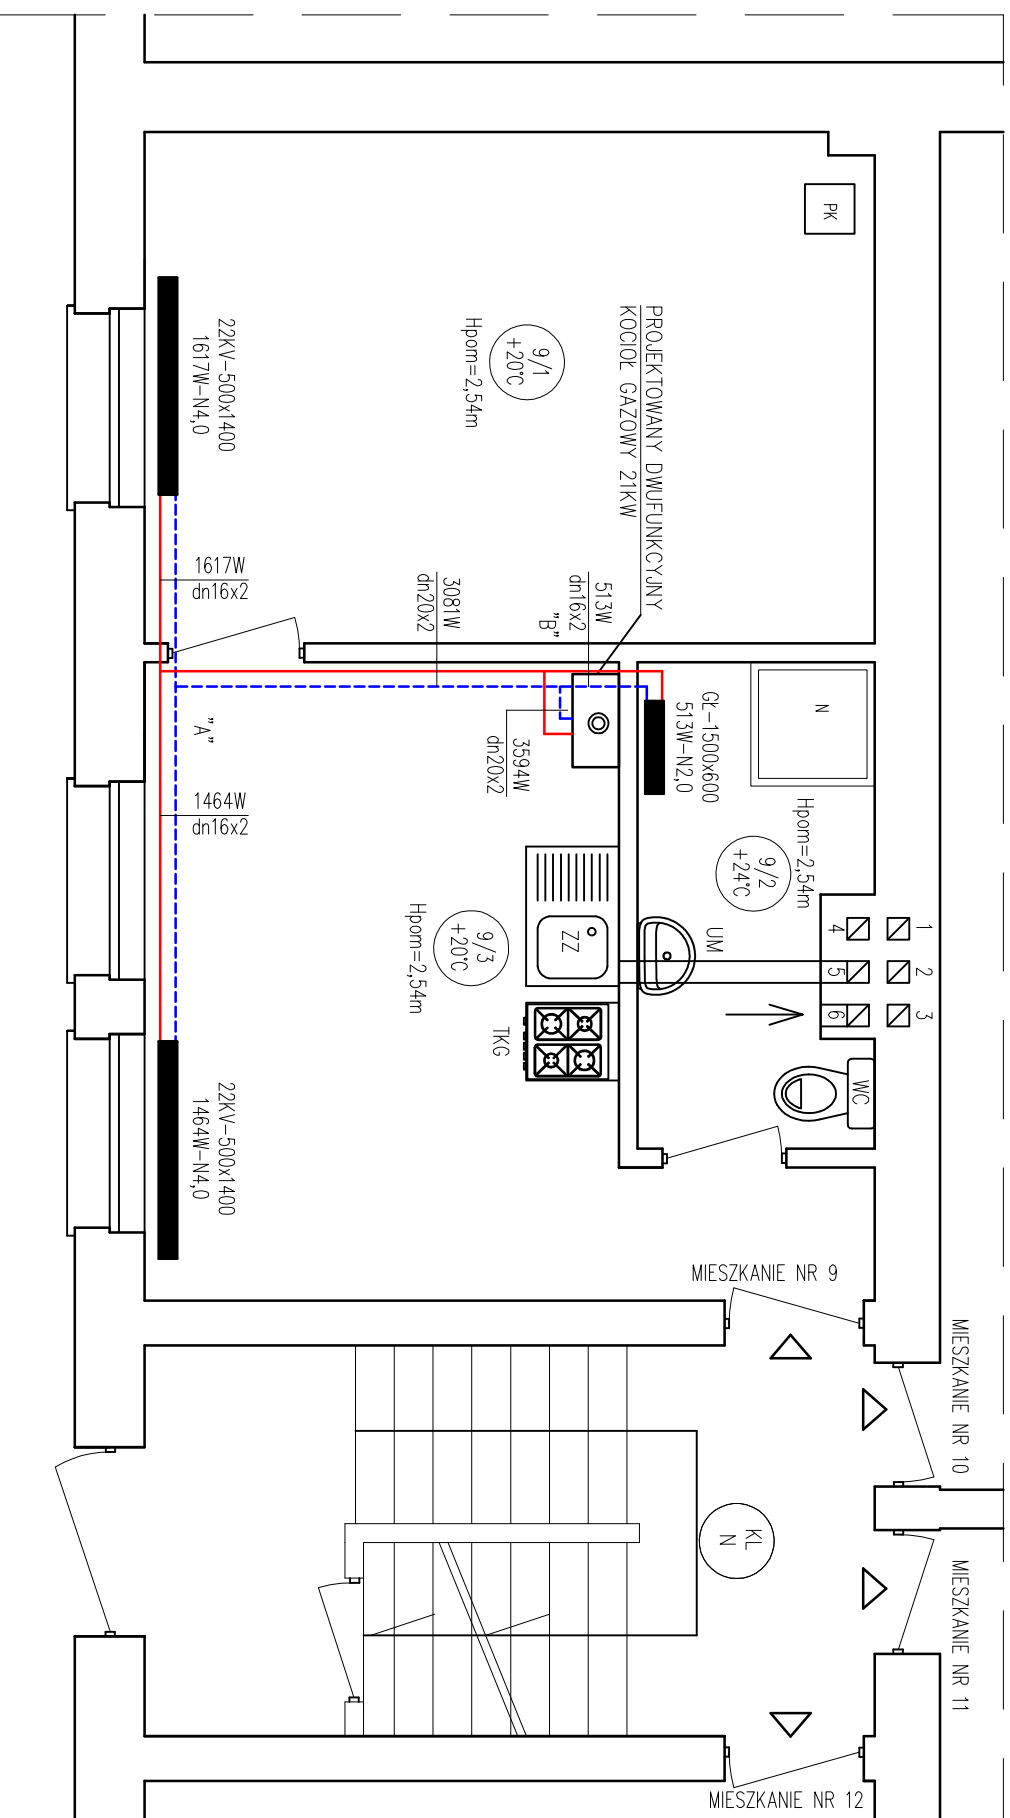 PK
9/1
+20°C
Hpom=2,54m
PROJEKTOWANY DWUFUNKCYJNY
KOCIOŁ GAZOWY 21KW
22KV-500x1400
1617W-N4,0
1617W
dn16x2
3081W
dn20x2
513W
dn16x2
"B"
GŁ-1500x600
513W-N2,0
N
3594W
dn20x2
"A"
1464W
dn16x2
Hpom=2,54m
9/2
+24°C
1
2
3
4
5
6
UM
ZZ
9/3
+20°C
Hpom=2,54m
TKG
WC
22KV-500x1400
1464W-N4,0
MIESZKANIE NR 9
MIESZKANIE NR 10
KL
N
MIESZKANIE NR 11
MIESZKANIE NR 12